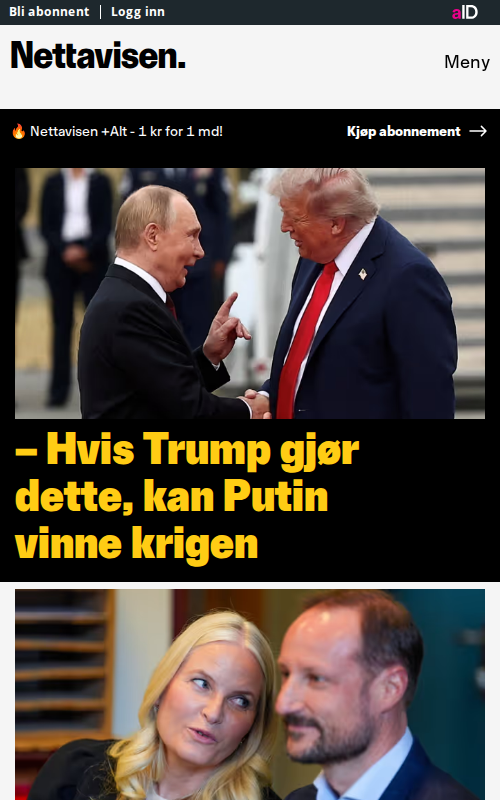 Bli abonnent | Logg inn
aID
Nettavisen.
Meny
🔥 Nettavisen +Alt - 1 kr for 1 md!
Kjøp abonnement →
– Hvis Trump gjør
dette, kan Putin
vinne krigen